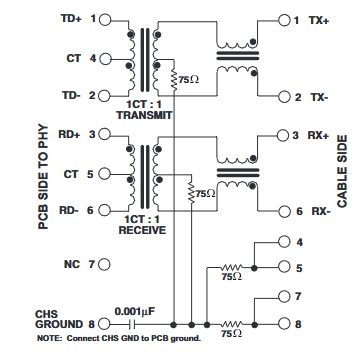 TD+ 1
1 TX+
CT 4
75Ω
TD- 2
2 TX-
1CT : 1
TRANSMIT
RD+ 3
3 RX+
CT 5
75Ω
RD- 6
6 RX-
1CT : 1
RECEIVE
PCB SIDE TO PHY
CABLE SIDE
4
NC 7
5
75Ω
7
CHS
GROUND 8
0.001µF
8
75Ω
NOTE: Connect CHS GND to PCB ground.